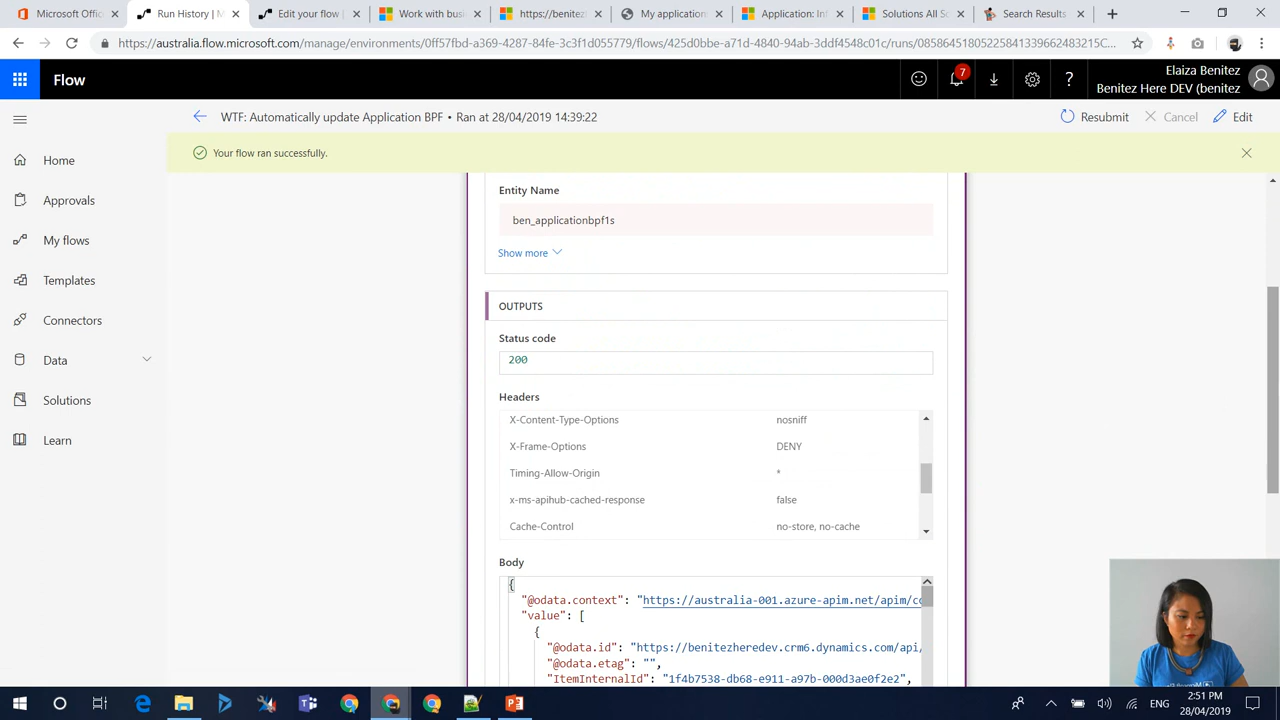 Microsoft Offic
Run History | M
Edit your flow |
Work with busi
https://benitezh
My application
Application: Inf
Solutions All So
Search Results
https://australia.flow.microsoft.com/manage/environments/0ff57fbd-a369-4287-84fe-3c3f1d055779/flows/425d0bbe-a71d-4840-94ab-3ddf4548c01c/runs/08586451805225841339662483215C...
Flow
7
?
Elaiza Benitez
Benitez Here DEV (benitez
WTF: Automatically update Application BPF • Ran at 28/04/2019 14:39:22
Resubmit
Cancel
Edit
Your flow ran successfully.
Home
Approvals
My flows
Templates
Connectors
Data
Solutions
Learn
Entity Name
ben_applicationbpf1s
Show more
OUTPUTS
Status code
200
Headers
X-Content-Type-Options nosniff
X-Frame-Options DENY
Timing-Allow-Origin *
x-ms-apihub-cached-response false
Cache-Control no-store, no-cache
Body
{
"@odata.context": "https://australia-001.azure-apim.net/apim/co
"value": [
{
"@odata.id": "https://benitezheredev.crm6.dynamics.com/api/
"@odata.etag": "",
"ItemInternalId": "1f4b7538-db68-e911-a97b-000d3ae0f2e2",
ENG
2:51 PM
28/04/2019